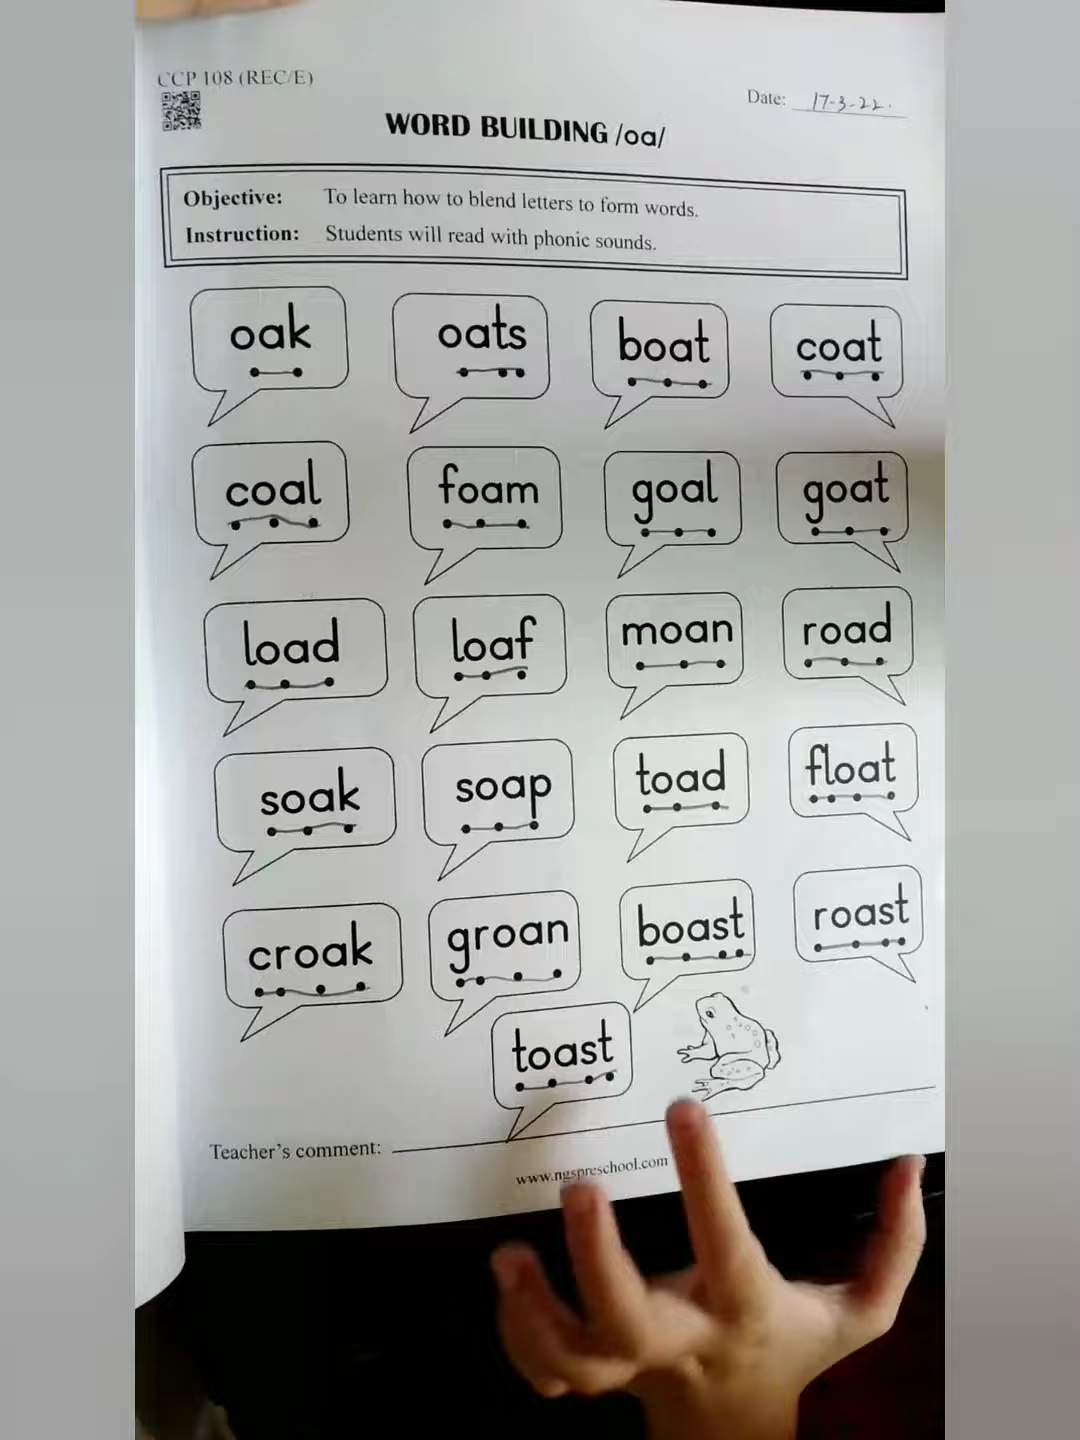 CCP 108 (REC/E)
Date: 17-3-22.
WORD BUILDING /oa/
Objective: To learn how to blend letters to form words.
Instruction: Students will read with phonic sounds.
oak oats boat coat
coal foam goal goat
load loaf moan road
soak soap toad float
croak groan boast roast
toast
Teacher's comment:
www.ngspreschool.com